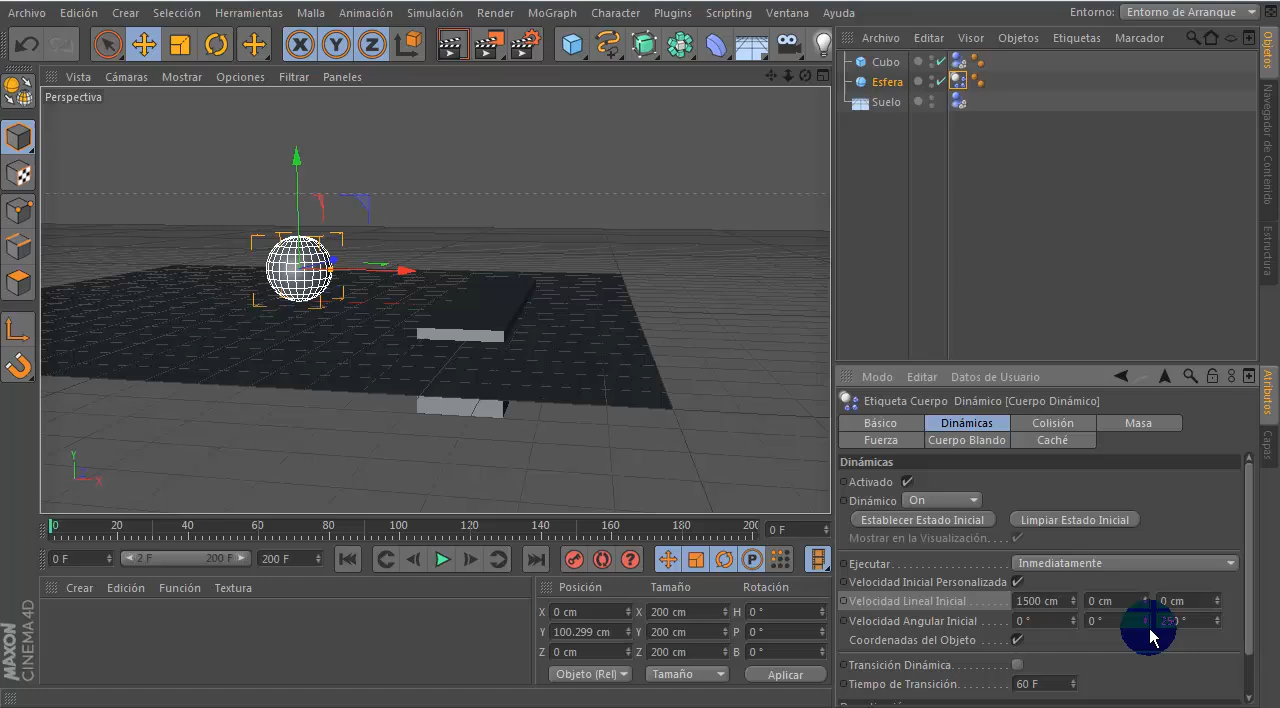 Archivo Edición Crear Selección Herramientas Malla Animación Simulación Render MoGraph Character Plugins Scripting Ventana Ayuda Entorno: Entorno de Arranque
Archivo Editar Visor Objetos Etiquetas Marcador
Vista Cámaras Mostrar Opciones Filtrar Paneles
Perspectiva
Cubo
Esfera
Suelo
Objetos
Navegador de Contenido
Estructura
Y
X
Modo Editar Datos de Usuario
Etiqueta Cuerpo Dinámico [Cuerpo Dinámico]
Básico Dinámicas Colisión Masa
Fuerza Cuerpo Blando Caché
Atributos
Capas
Dinámicas
Activado
Dinámico On
Establecer Estado Inicial Limpiar Estado Inicial
Mostrar en la Visualización
Ejecutar Inmediatamente
Velocidad Inicial Personalizada
Velocidad Lineal Inicial 1500 cm 0 cm 0 cm
Velocidad Angular Inicial 0 ° 0 °
Coordenadas del Objeto
Transición Dinámica
Tiempo de Transición 60 F
0 20 40 60 80 100 120 140 160 180 200 0 F
0 F 2 F 200 F 200 F
Crear Edición Función Textura
Posición Tamaño Rotación
X 0 cm X 200 cm H 0 °
Y 100.299 cm Y 200 cm P 0 °
Z 0 cm Z 200 cm B 0 °
Objeto (Rel) Tamaño Aplicar
MAXON
CINEMA 4D